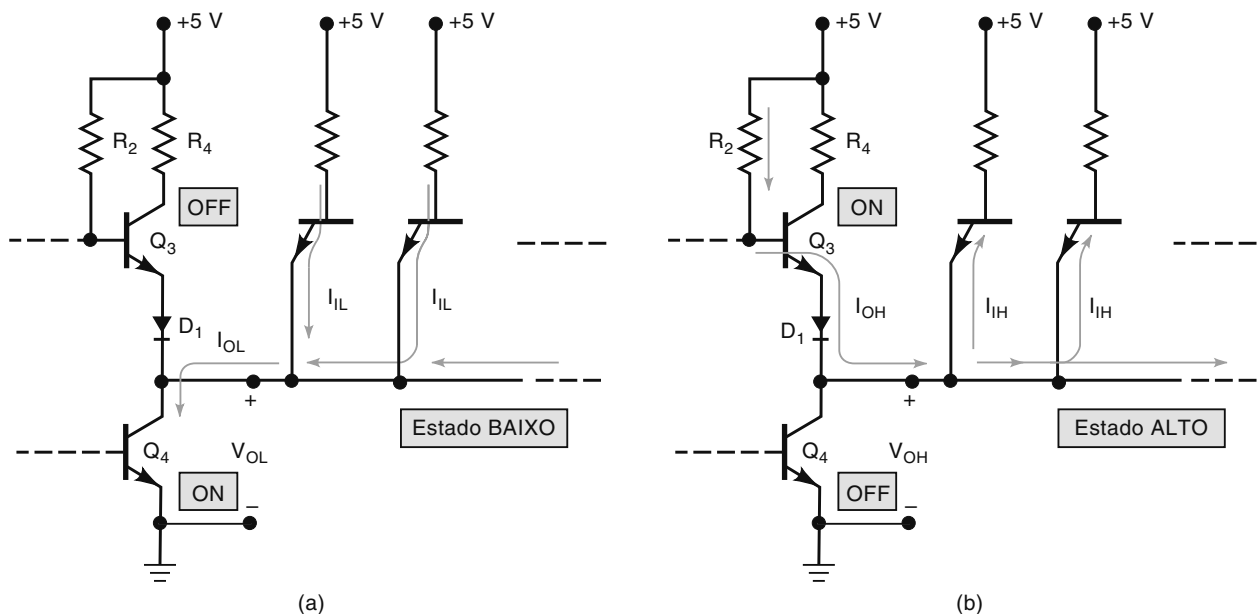 +5 V
+5 V
+5 V
R2
R4
OFF
Q3
D1
IOL
IIL
IIL
+
Estado BAIXO
Q4
VOL
ON
–
(a)
+5 V
+5 V
+5 V
R2
R4
ON
Q3
D1
IOH
IIH
IIH
+
Estado ALTO
Q4
VOH
OFF
–
(b)